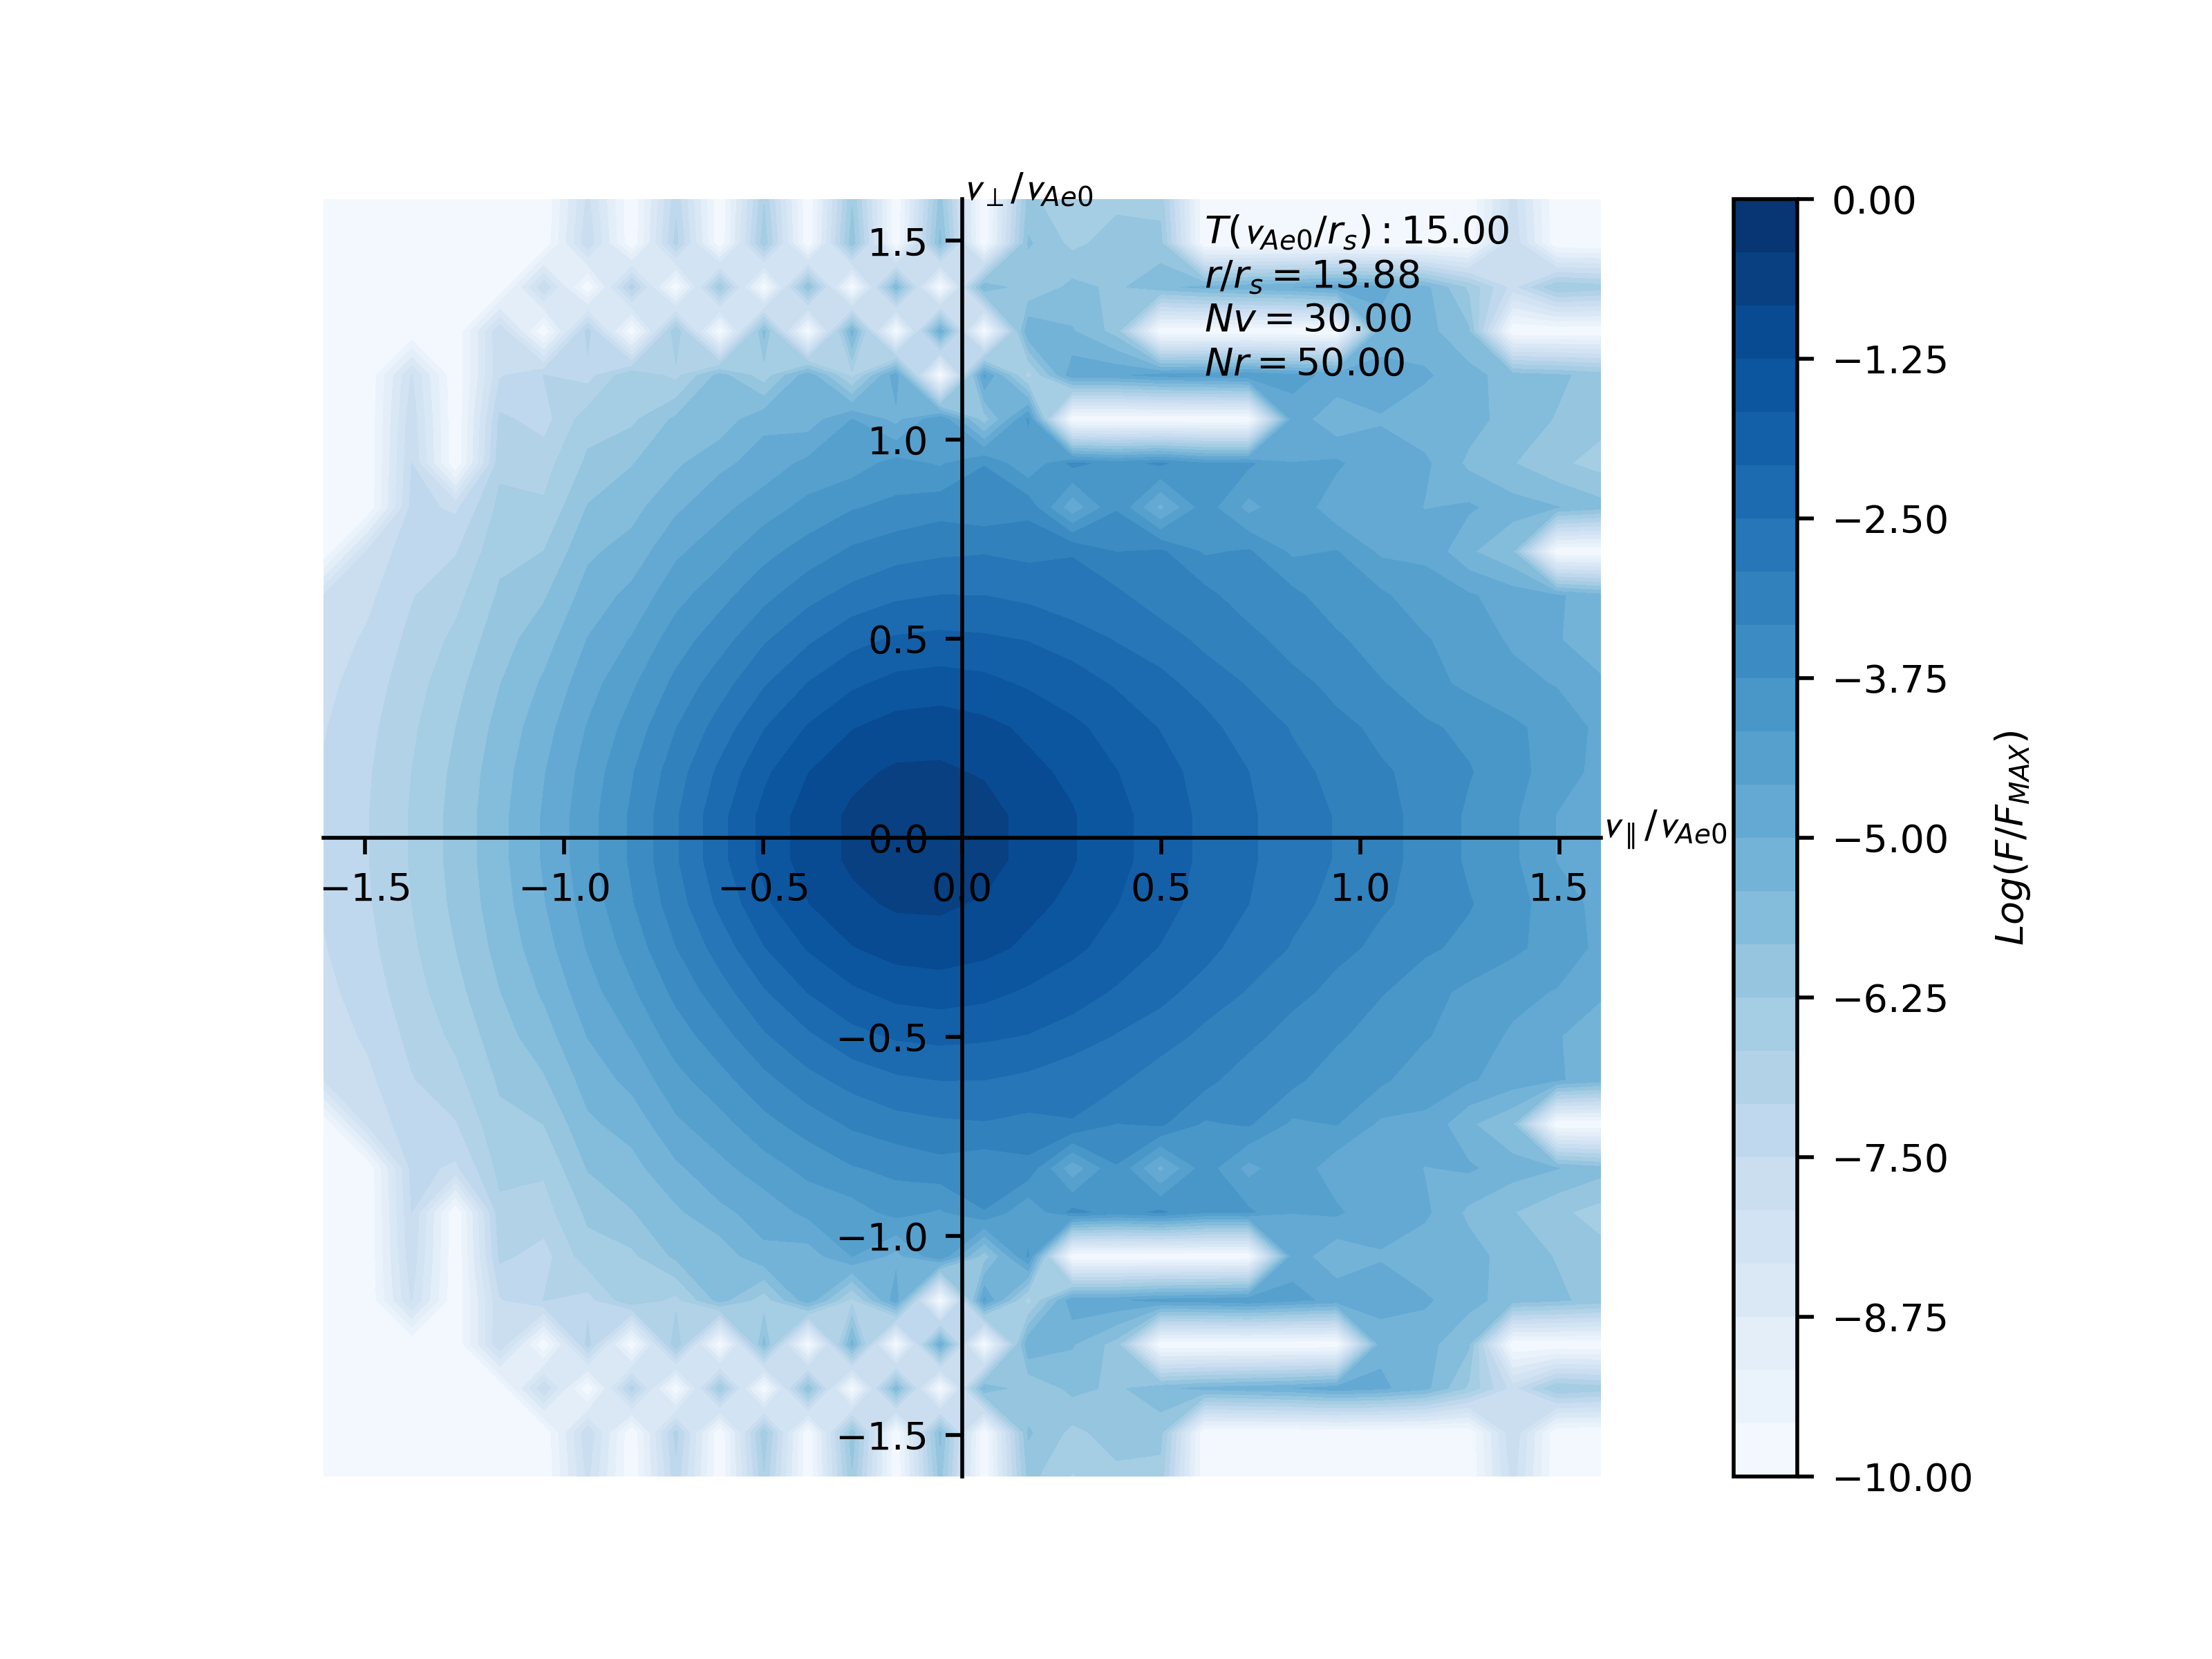 v⊥/vAe0
T(vAe0/rs) : 15.00
r/rs = 13.88
Nv = 30.00
Nr = 50.00
1.5
1.0
0.5
0.0
−0.5
−1.0
−1.5
−1.5 −1.0 −0.5 0.0 0.5 1.0 1.5
v∥/vAe0
0.00
−1.25
−2.50
−3.75
−5.00
−6.25
−7.50
−8.75
−10.00
Log(F/FMAX)